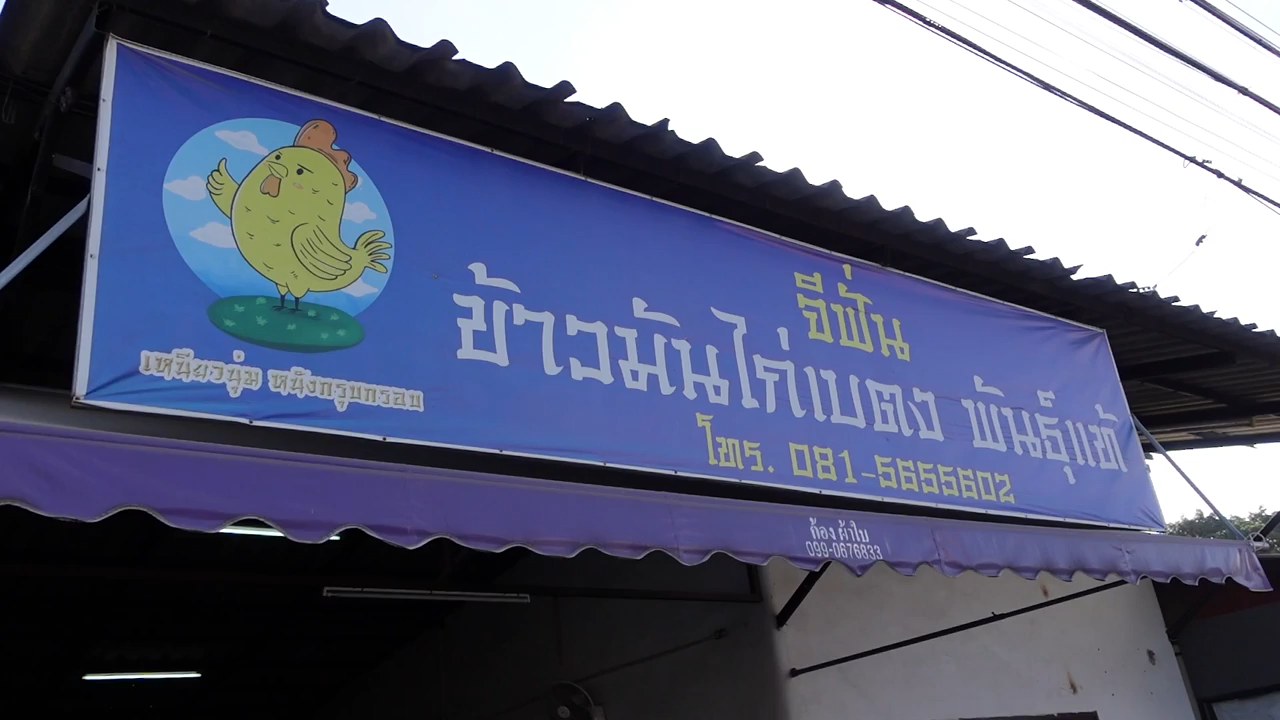 จีฟั่น
ข้าวมันไก่เบตง พันธุ์แท้
โทร. 081-5655602
เหนียวนุ่ม หนังกรุบกรอบ
ก้อง ผ้าใบ
099-0676833